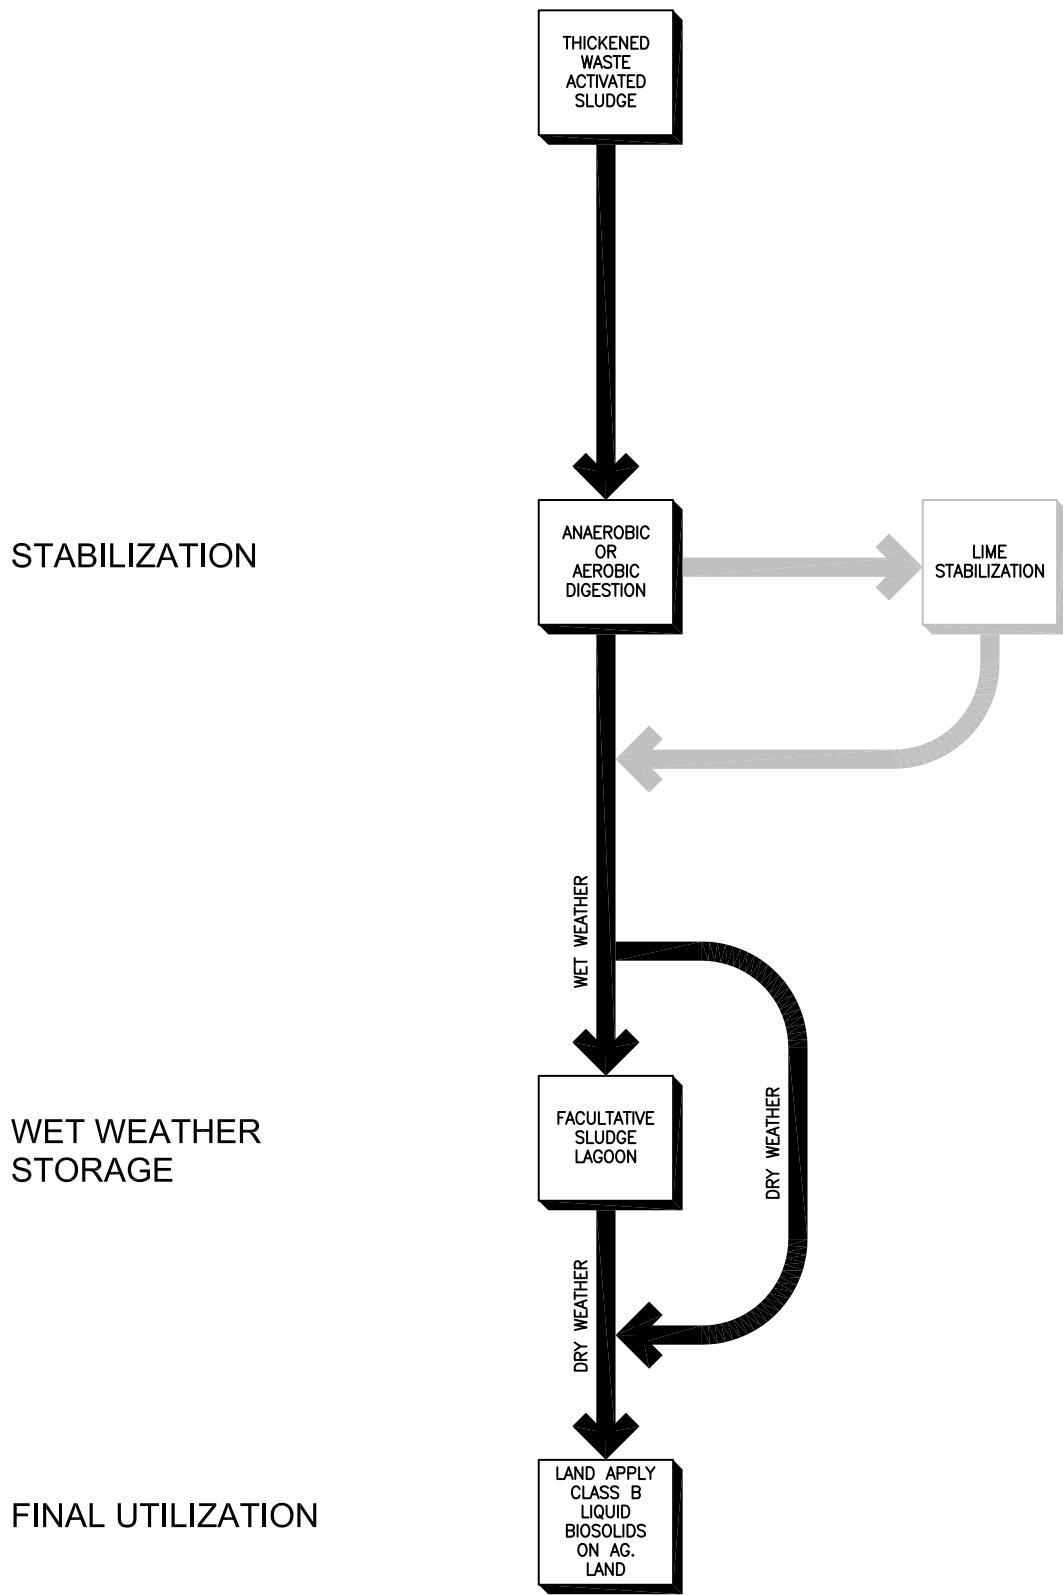 THICKENED
WASTE
ACTIVATED
SLUDGE
STABILIZATION
ANAEROBIC
OR
AEROBIC
DIGESTION
LIME
STABILIZATION
WET WEATHER
WET WEATHER
STORAGE
FACULTATIVE
SLUDGE
LAGOON
DRY WEATHER
DRY WEATHER
FINAL UTILIZATION
LAND APPLY
CLASS B
LIQUID
BIOSOLIDS
ON AG.
LAND